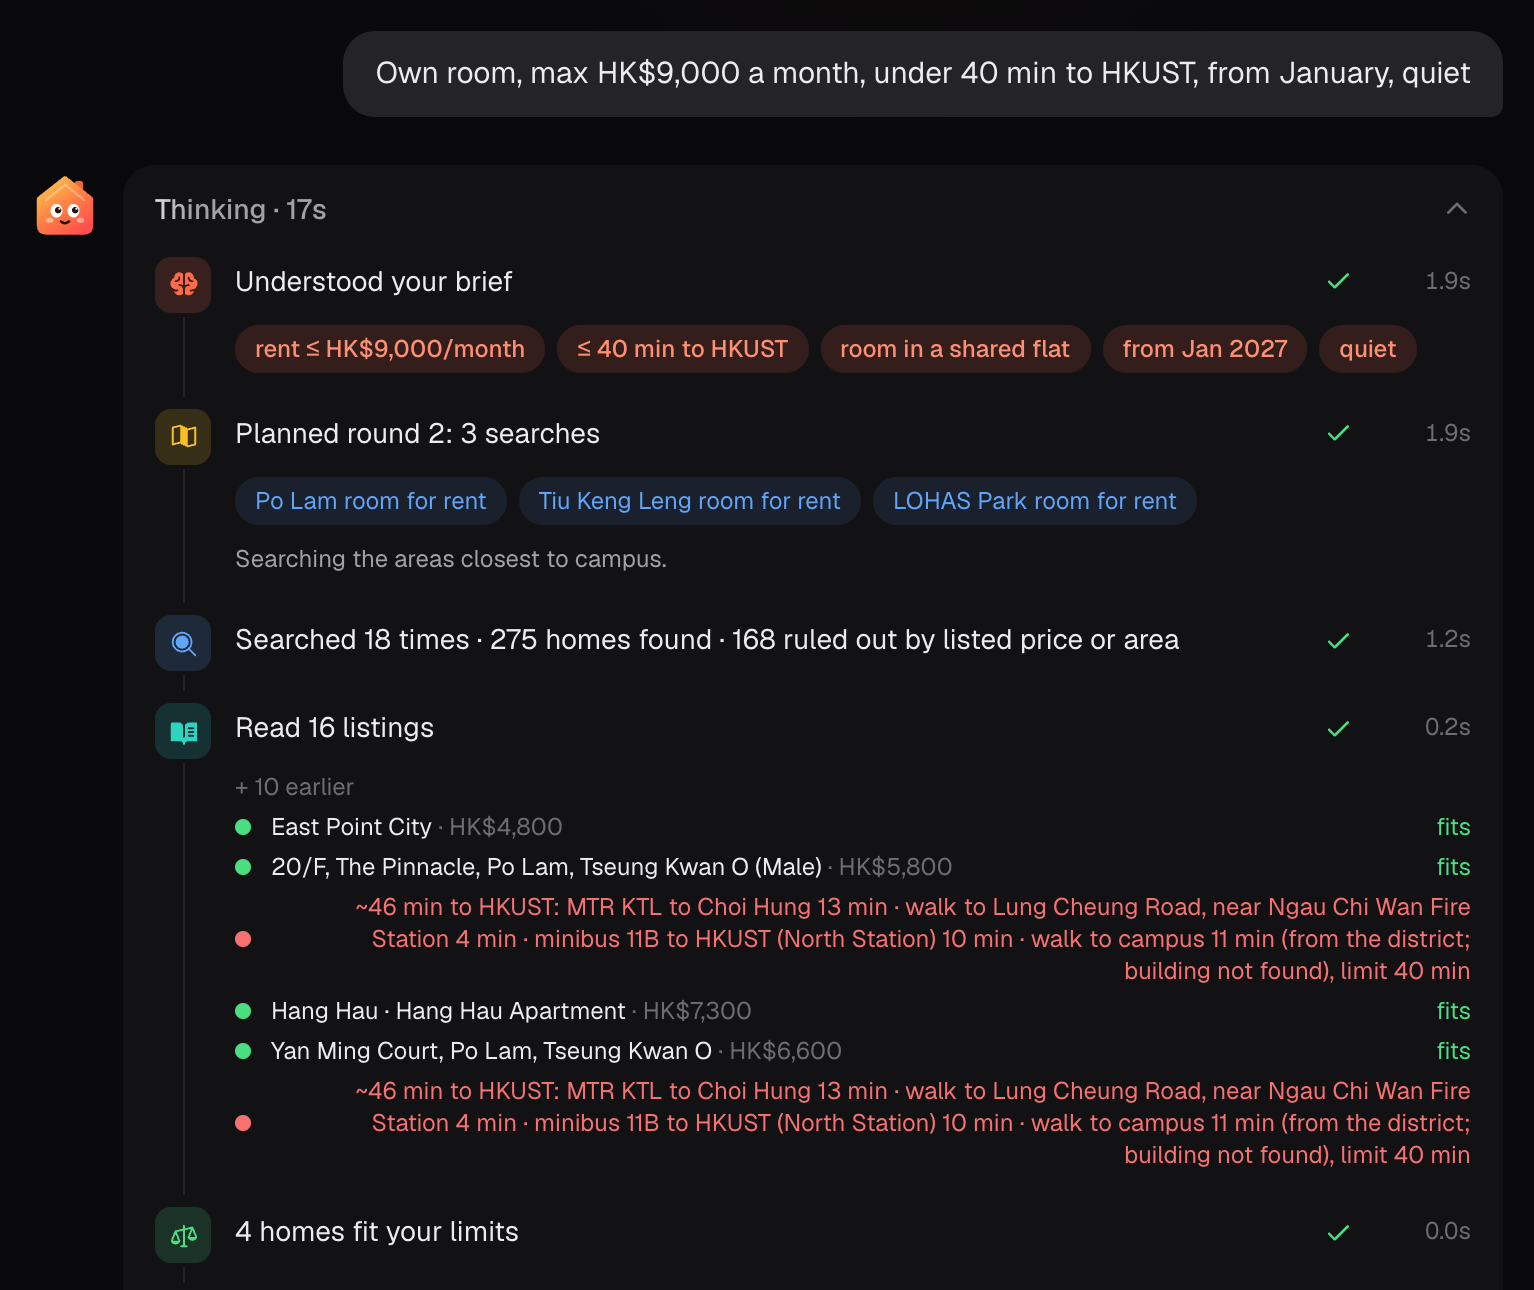 Own room, max HK$9,000 a month, under 40 min to HKUST, from January, quiet
Thinking · 17s
Understood your brief 1.9s
rent ≤ HK$9,000/month ≤ 40 min to HKUST room in a shared flat from Jan 2027 quiet
Planned round 2: 3 searches 1.9s
Po Lam room for rent Tiu Keng Leng room for rent LOHAS Park room for rent
Searching the areas closest to campus.
Searched 18 times · 275 homes found · 168 ruled out by listed price or area 1.2s
Read 16 listings 0.2s
+ 10 earlier
East Point City · HK$4,800 fits
20/F, The Pinnacle, Po Lam, Tseung Kwan O (Male) · HK$5,800 fits
~46 min to HKUST: MTR KTL to Choi Hung 13 min · walk to Lung Cheung Road, near Ngau Chi Wan Fire
Station 4 min · minibus 11B to HKUST (North Station) 10 min · walk to campus 11 min (from the district;
building not found), limit 40 min
Hang Hau · Hang Hau Apartment · HK$7,300 fits
Yan Ming Court, Po Lam, Tseung Kwan O · HK$6,600 fits
~46 min to HKUST: MTR KTL to Choi Hung 13 min · walk to Lung Cheung Road, near Ngau Chi Wan Fire
Station 4 min · minibus 11B to HKUST (North Station) 10 min · walk to campus 11 min (from the district;
building not found), limit 40 min
4 homes fit your limits 0.0s